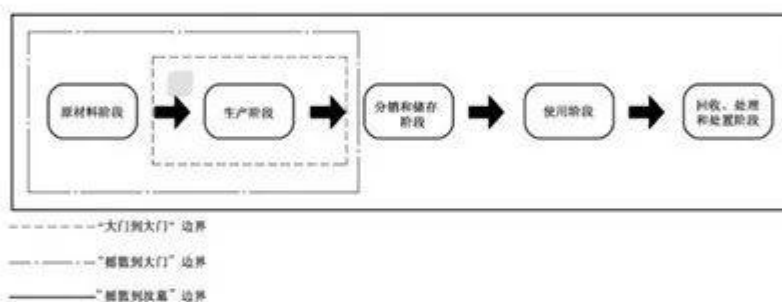 原材料阶段
生产阶段
分销和储存
阶段
使用阶段
回收、处理
和处置阶段
“大门到大门”边界
“摇篮到大门”边界
“摇篮到坟墓”边界